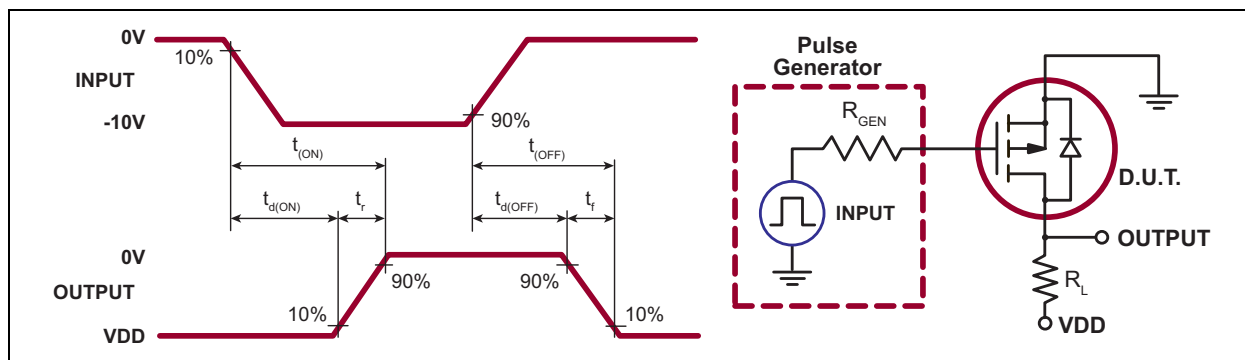 0V
10%
INPUT
-10V
90%
t(ON)
t(OFF)
td(ON)
tr
td(OFF)
tf
0V
OUTPUT
VDD
10%
90%
90%
10%
Pulse
Generator
RGEN
INPUT
D.U.T.
OUTPUT
RL
VDD